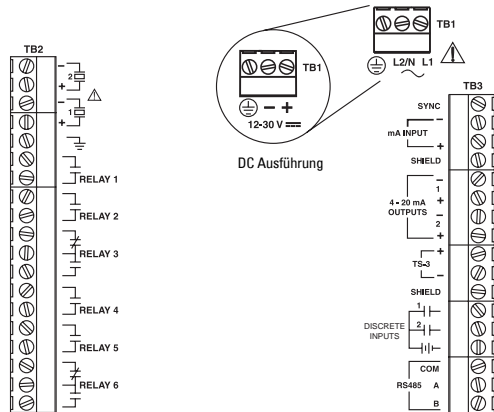 TB2
- 2
+
- 1
+
RELAY 1
RELAY 2
RELAY 3
RELAY 4
RELAY 5
RELAY 6
TB1
- +
12-30 V
DC Ausführung
TB1
L2/N L1
TB3
SYNC
-
mA INPUT
+
SHIELD
- 1
+
4 - 20 mA
OUTPUTS
- 2
+
+
TS-3
-
SHIELD
1
DISCRETE
INPUTS
2
COM
RS485 A
B